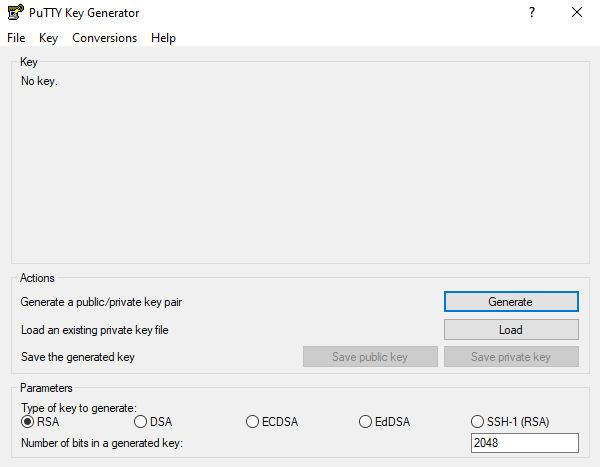 PuTTY Key Generator ?
File Key Conversions Help
Key
No key.
Actions
Generate a public/private key pair Generate
Load an existing private key file Load
Save the generated key Save public key Save private key
Parameters
Type of key to generate:
RSA DSA ECDSA EdDSA SSH-1 (RSA)
Number of bits in a generated key: 2048